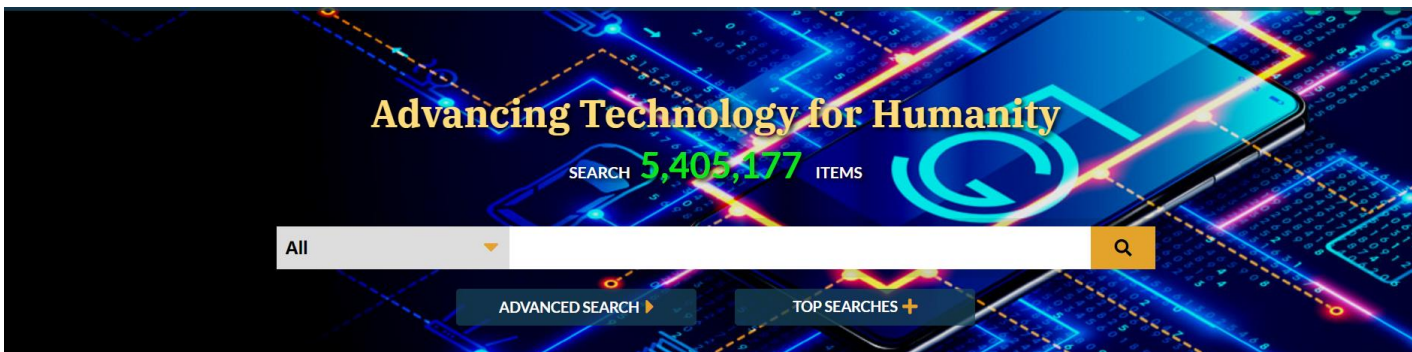 Advancing Technology for Humanity
SEARCH 5,405,177 ITEMS
All
ADVANCED SEARCH TOP SEARCHES